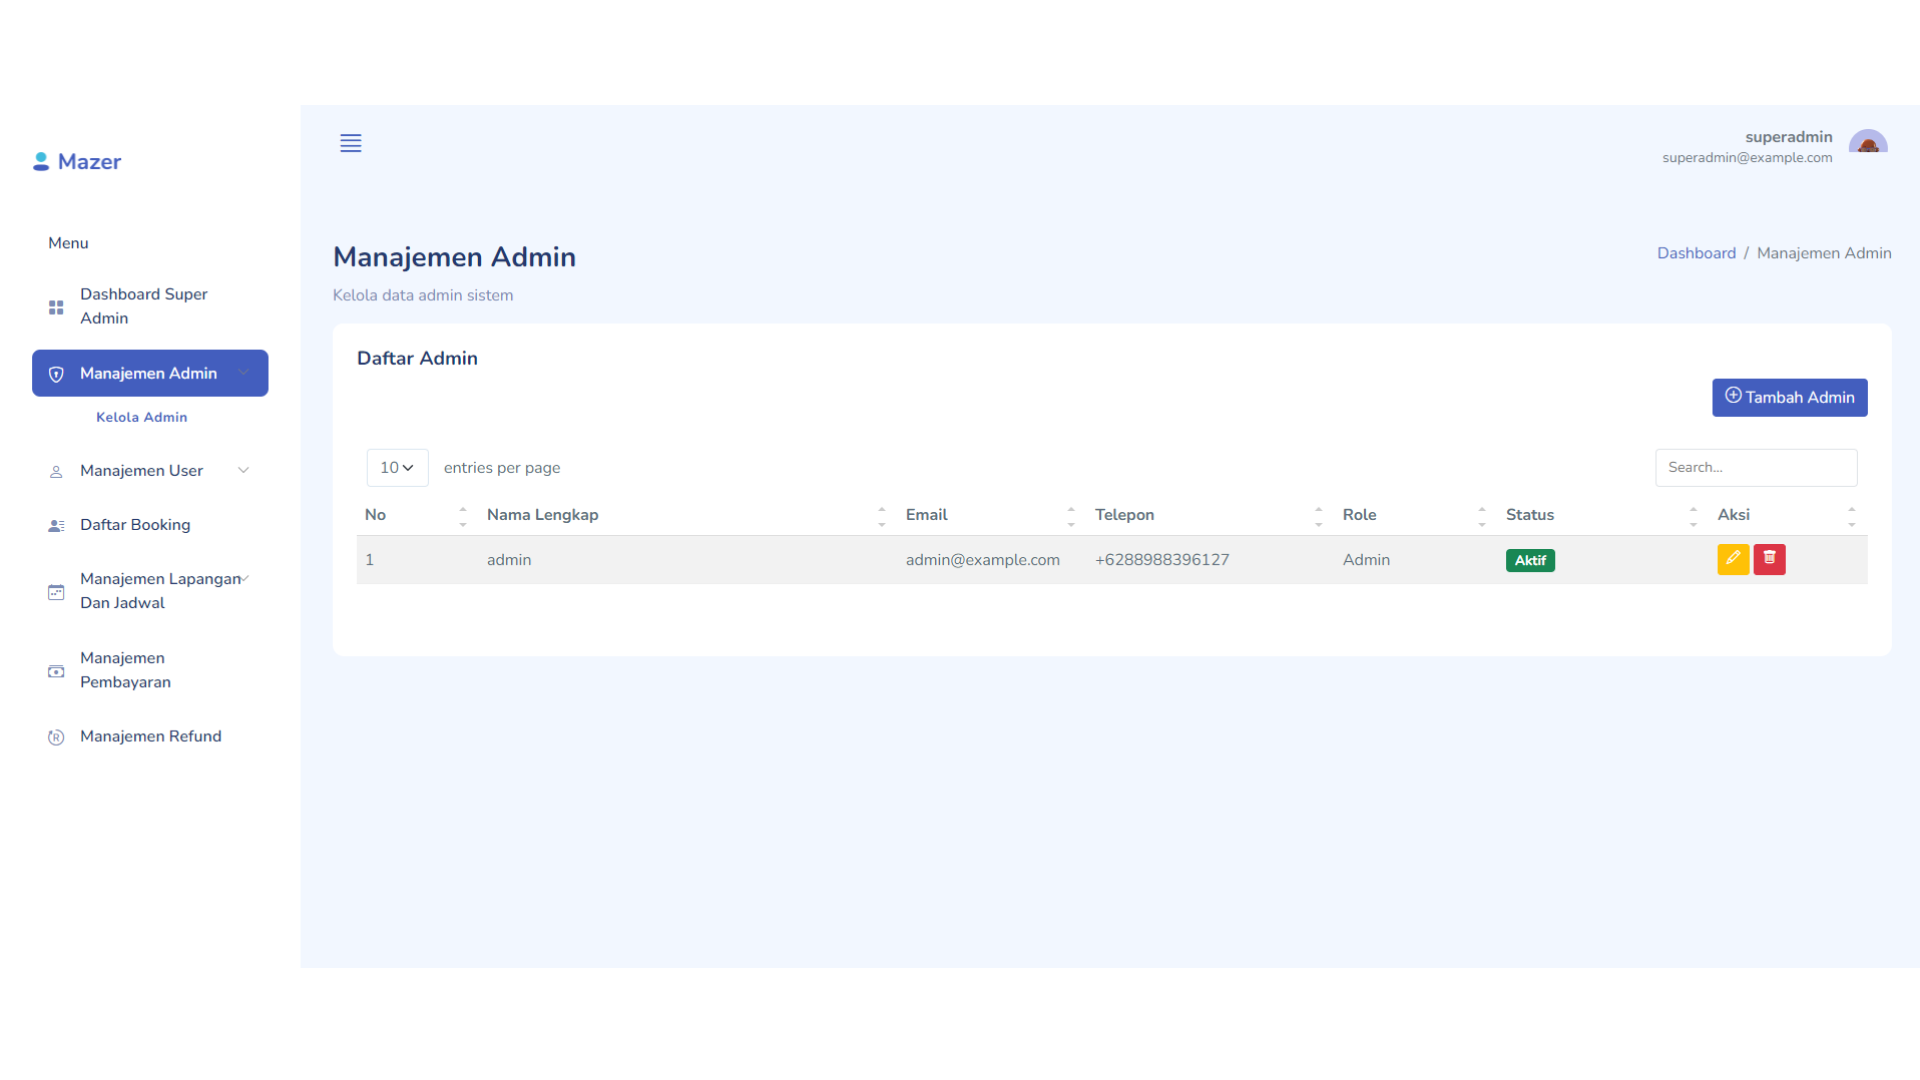 Mazer
Menu
Dashboard Super
Admin
Manajemen Admin
Kelola Admin
Manajemen User
Daftar Booking
Manajemen Lapangan
Dan Jadwal
Manajemen
Pembayaran
Manajemen Refund
superadmin
superadmin@example.com
Manajemen Admin
Kelola data admin sistem
Dashboard / Manajemen Admin
Daftar Admin
Tambah Admin
10 entries per page
Search...
No Nama Lengkap Email Telepon Role Status Aksi
1 admin admin@example.com +6288988396127 Admin Aktif